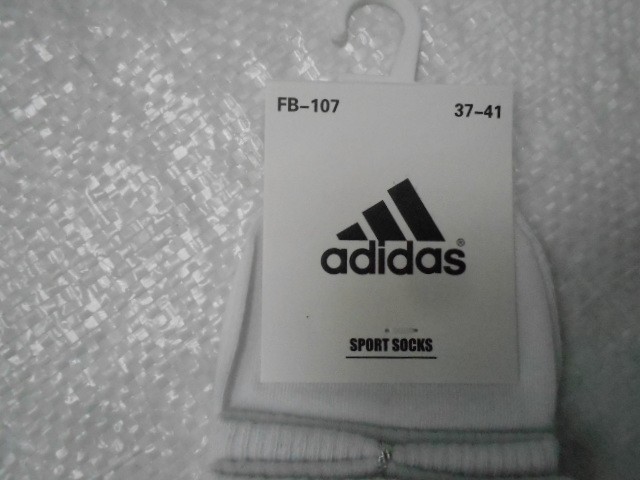 FB-107 37-41
adidas®
SPORT SOCKS